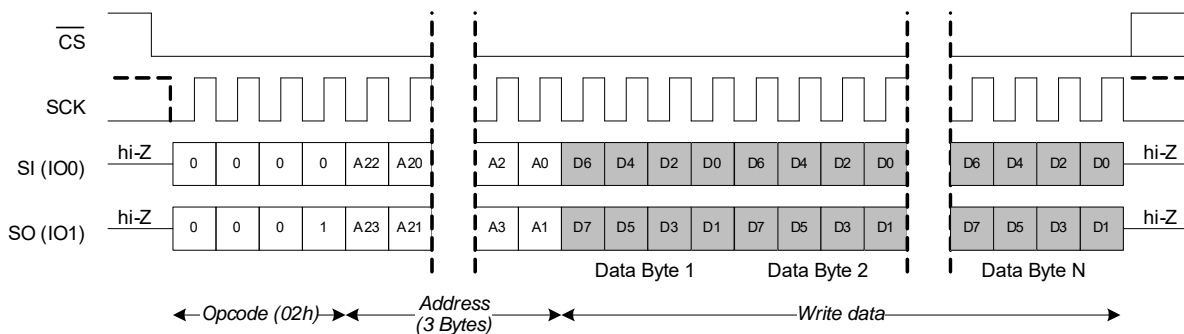 CS
SCK
SI (IO0) hi-Z 0 0 0 0 A22 A20 A2 A0 D6 D4 D2 D0 D6 D4 D2 D0 D6 D4 D2 D0 hi-Z
SO (IO1) hi-Z 0 0 0 1 A23 A21 A3 A1 D7 D5 D3 D1 D7 D5 D3 D1 D7 D5 D3 D1 hi-Z
Data Byte 1 Data Byte 2 Data Byte N
Opcode (02h) Address (3 Bytes) Write data